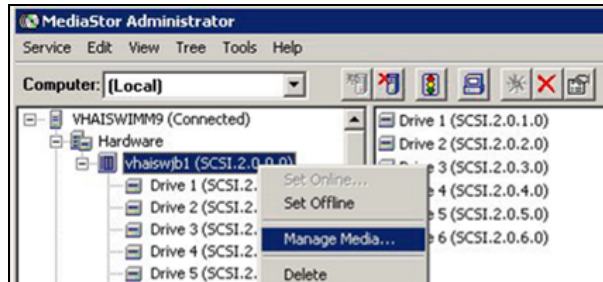 MediaStor Administrator
Service Edit View Tree Tools Help
Computer: (Local)
VHAISWIMM9 (Connected)
Hardware
vhaiswjb1 (SCSI.2.0.0.0)
Drive 1 (SCSI.2.
Drive 2 (SCSI.2.
Drive 3 (SCSI.2.
Drive 4 (SCSI.2.
Drive 5 (SCSI.2.
Set Online...
Set Offline
Manage Media...
Delete
Drive 1 (SCSI.2.0.1.0)
Drive 2 (SCSI.2.0.2.0)
3 (SCSI.2.0.3.0)
4 (SCSI.2.0.4.0)
5 (SCSI.2.0.5.0)
6 (SCSI.2.0.6.0)